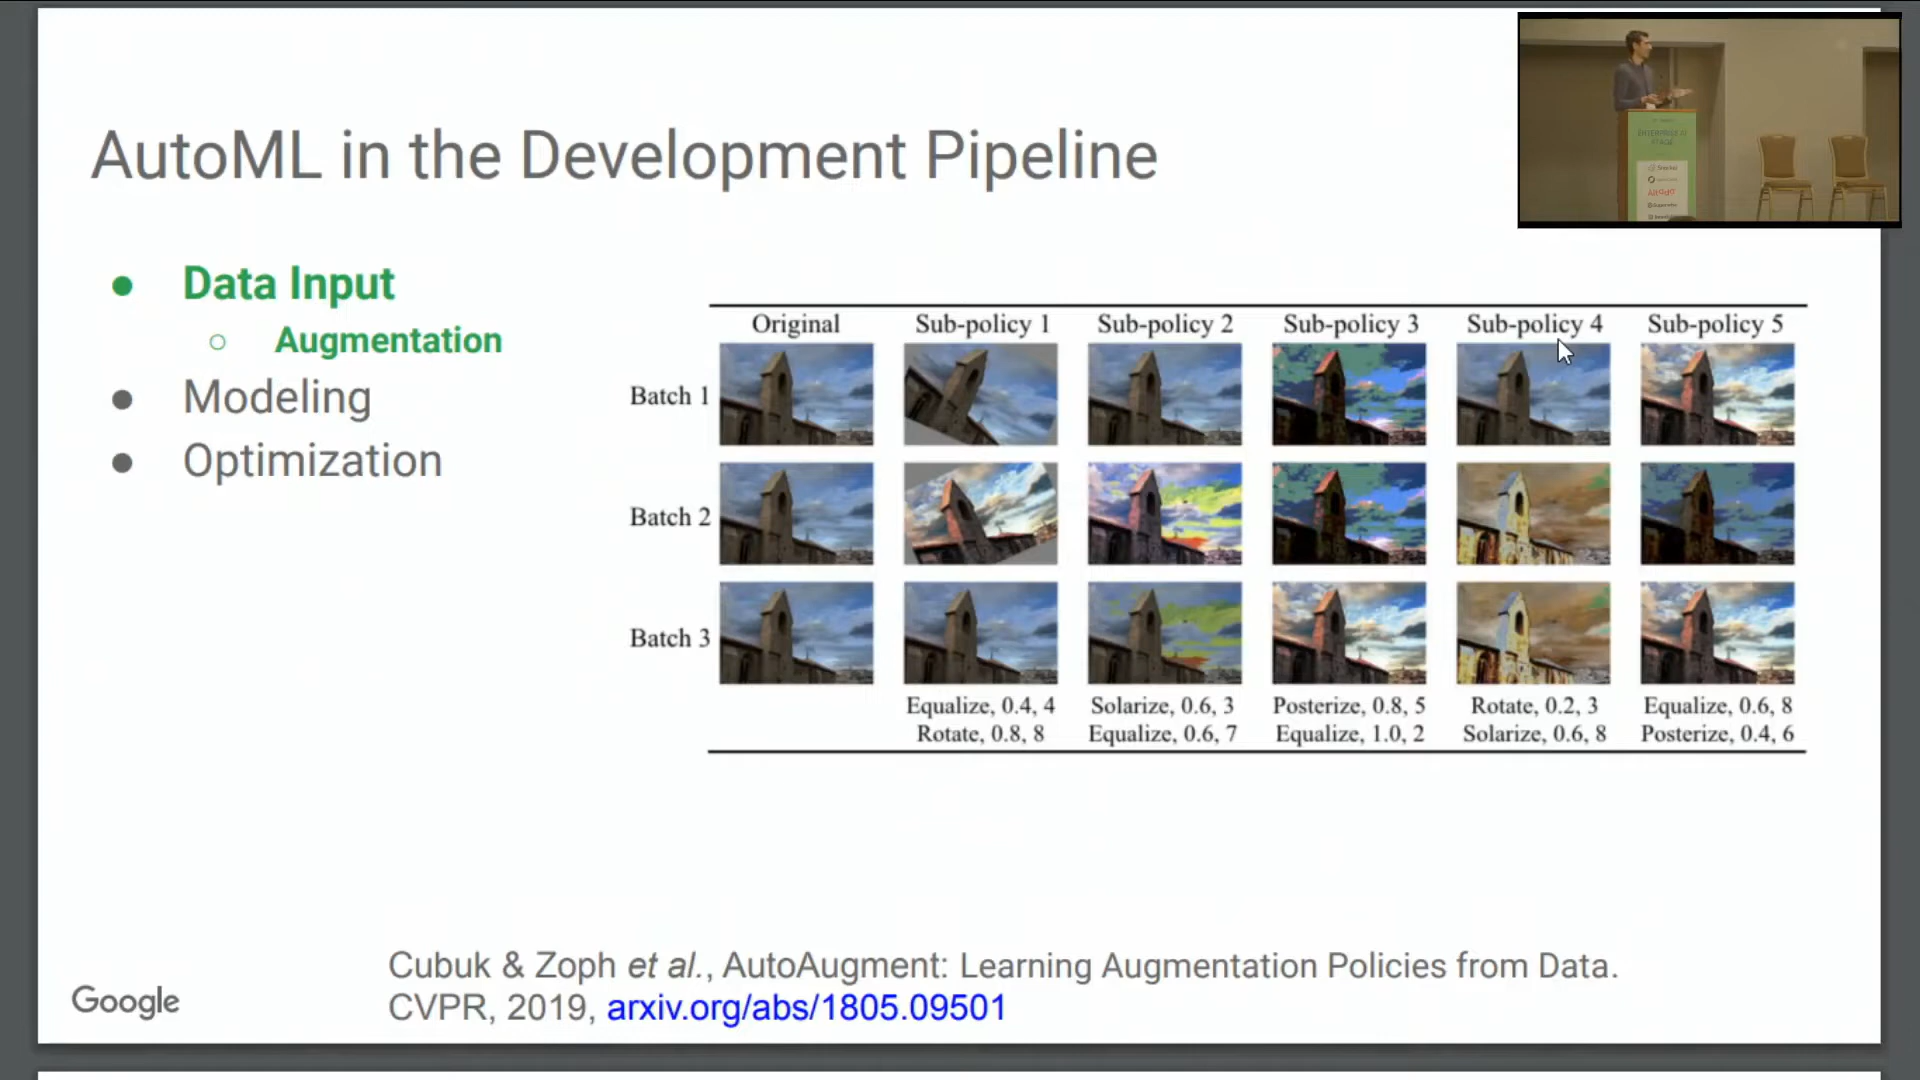 AutoML in the Development Pipeline
ENTERPRISE AI
STAGE
● Data Input
○ Augmentation
● Modeling
● Optimization
Original Sub-policy 1 Sub-policy 2 Sub-policy 3 Sub-policy 4 Sub-policy 5
Batch 1
Batch 2
Batch 3
Equalize, 0.4, 4 Solarize, 0.6, 3 Posterize, 0.8, 5 Rotate, 0.2, 3 Equalize, 0.6, 8
Rotate, 0.8, 8 Equalize, 0.6, 7 Equalize, 1.0, 2 Solarize, 0.6, 8 Posterize, 0.4, 6
Cubuk & Zoph et al., AutoAugment: Learning Augmentation Policies from Data.
CVPR, 2019, arxiv.org/abs/1805.09501
Google